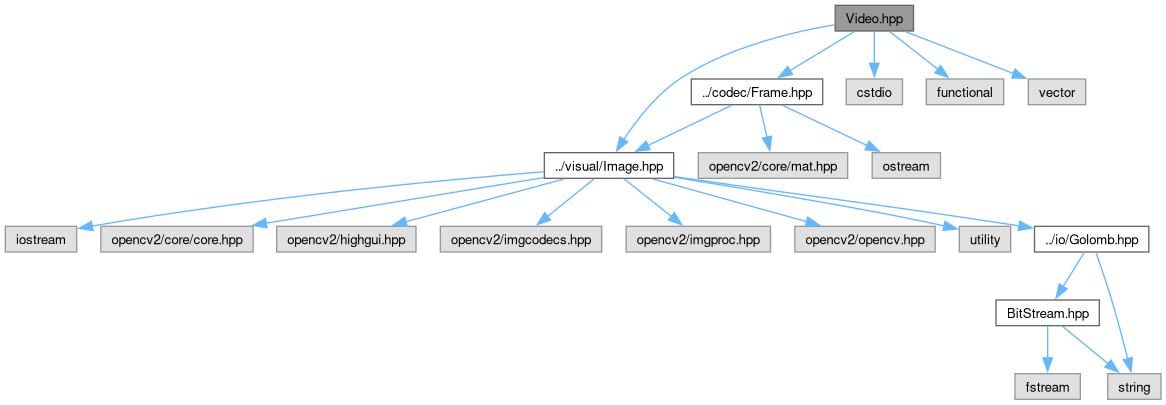 Video.hpp
../codec/Frame.hpp
cstdio
functional
vector
../visual/Image.hpp
opencv2/core/mat.hpp
ostream
iostream
opencv2/core/core.hpp
opencv2/highgui.hpp
opencv2/imgcodecs.hpp
opencv2/imgproc.hpp
opencv2/opencv.hpp
utility
../io/Golomb.hpp
BitStream.hpp
fstream
string